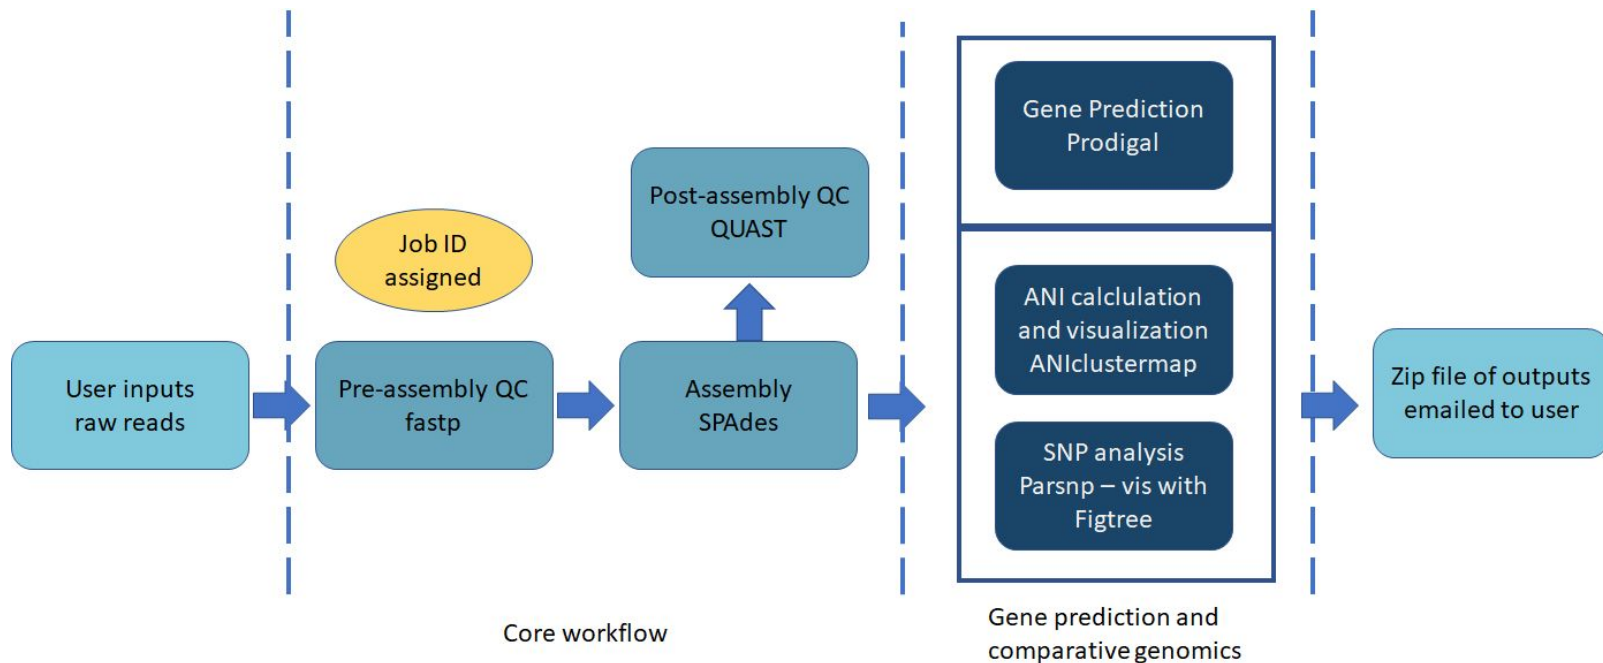 User inputs
raw reads
Job ID
assigned
Pre-assembly QC
fastp
Post-assembly QC
QUAST
Assembly
SPAdes
Core workflow
Gene Prediction
Prodigal
ANI calclulation
and visualization
ANIclustermap
SNP analysis
Parsnp – vis with
Figtree
Gene prediction and
comparative genomics
Zip file of outputs
emailed to user